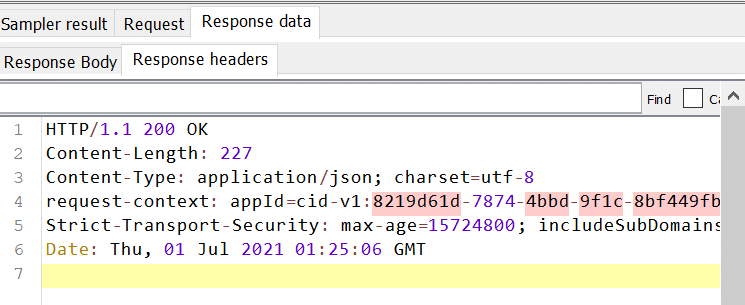 Sampler result Request Response data
Response Body Response headers
Find
1 HTTP/1.1 200 OK
2 Content-Length: 227
3 Content-Type: application/json; charset=utf-8
4 request-context: appId=cid-v1:8219d61d-7874-4bbd-9f1c-8bf449fb
5 Strict-Transport-Security: max-age=15724800; includeSubDomains
6 Date: Thu, 01 Jul 2021 01:25:06 GMT
7